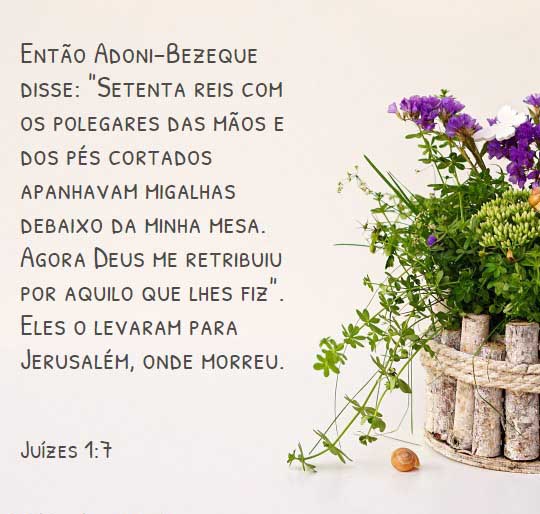 Então Adoni-Bezeque
disse: "Setenta reis com
os polegares das mãos e
dos pés cortados
apanhavam migalhas
debaixo da minha mesa.
Agora Deus me retribuiu
por aquilo que lhes fiz".
Eles o levaram para
Jerusalém, onde morreu.
Juízes 1:7